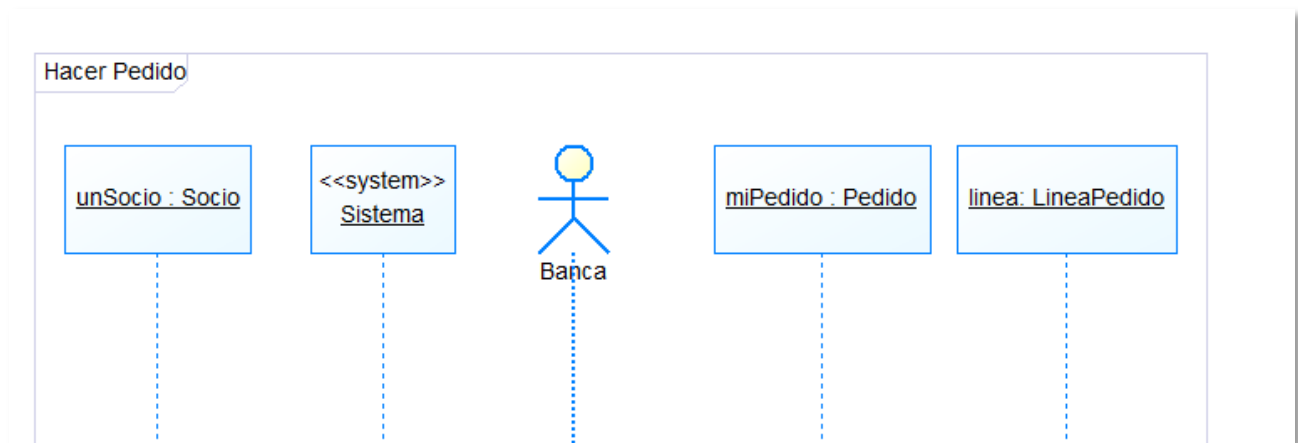 Hacer Pedido
unSocio : Socio
<<system>>
Sistema
Banca
miPedido : Pedido
linea: LineaPedido